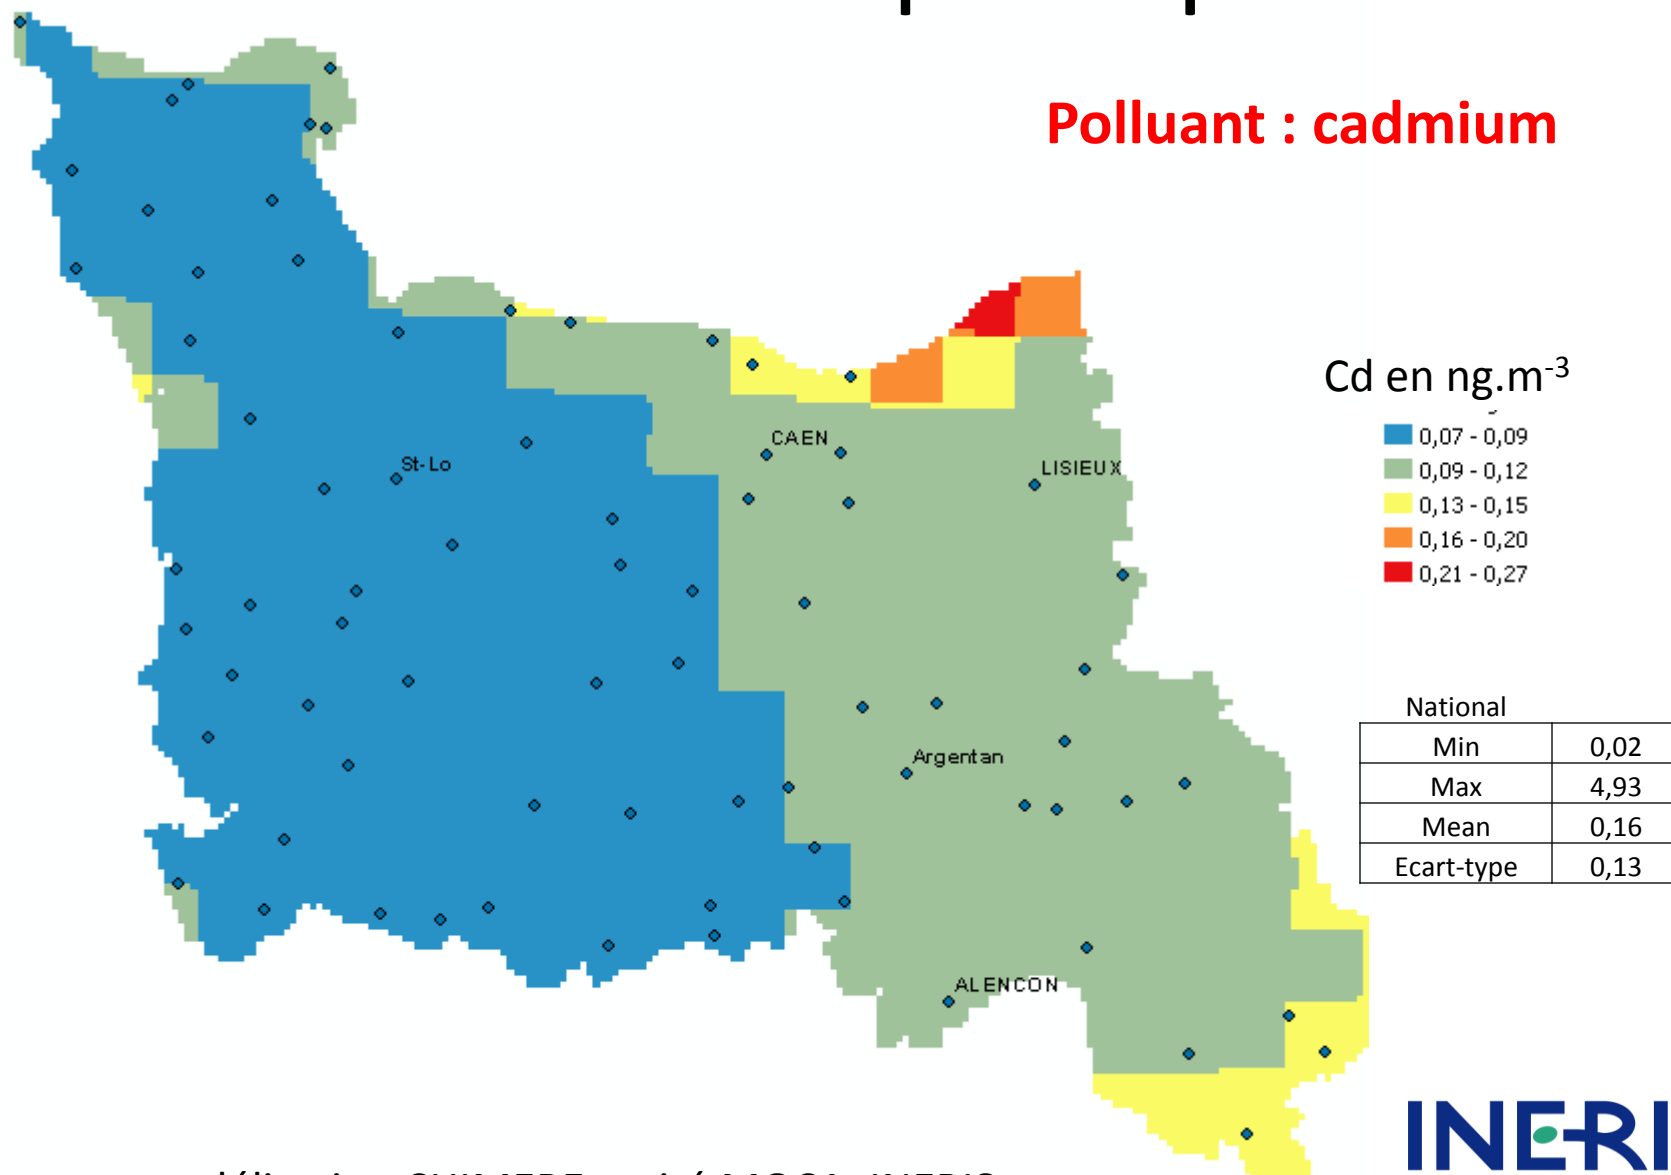 Polluant : cadmium
Cd en ng.m-3
0,07 - 0,09
0,09 - 0,12
0,13 - 0,15
0,16 - 0,20
0,21 - 0,27
CAEN
St-Lo
LISIEUX
National
Min 0,02
Max 4,93
Mean 0,16
Ecart-type 0,13
Argentan
ALENCON
INERI